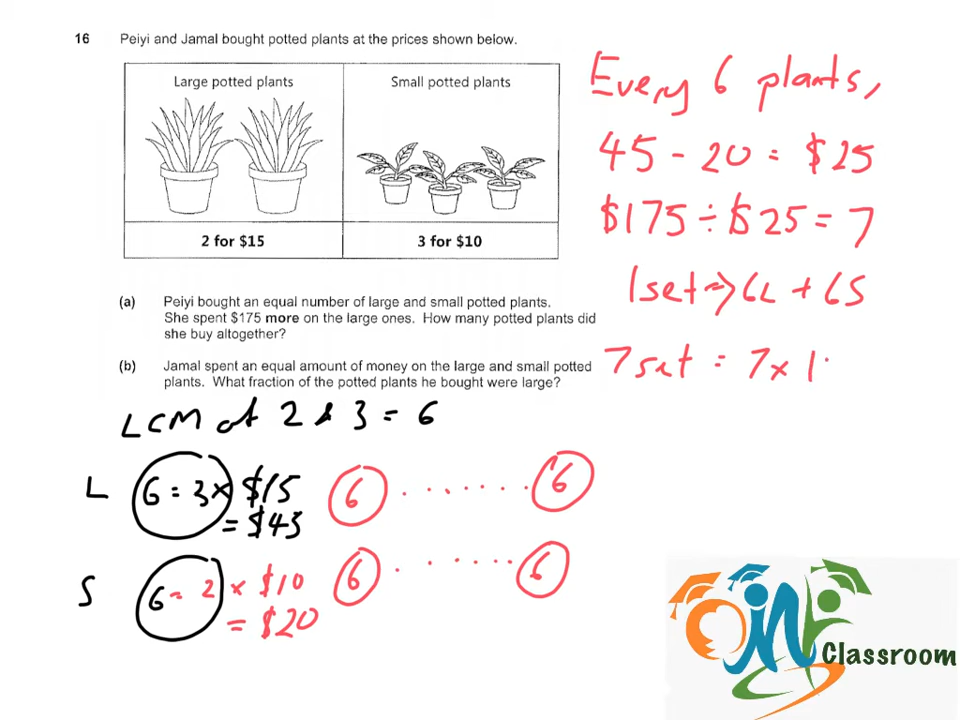 16 Peiyi and Jamal bought potted plants at the prices shown below.
Large potted plants
Small potted plants
2 for $15
3 for $10
(a) Peiyi bought an equal number of large and small potted plants.
She spent $175 more on the large ones. How many potted plants did
she buy altogether?
(b) Jamal spent an equal amount of money on the large and small potted
plants. What fraction of the potted plants he bought were large?
LCM of 2 & 3 = 6
L 6 = 3 x $15 6 . . . . . . . 6
= $45
S 6 = 2 x $10 6 . . . . . . . 6
= $20
Every 6 plants,
45 - 20 = $25
$175 ÷ $25 = 7
1 set => 6L + 6S
7 set = 7 x 1
Classroom